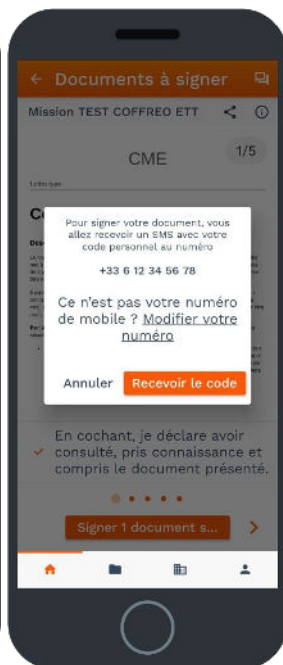 Documents à signer
Mission TEST COFFREO ETT
1/5
CME
Pour signer votre document, vous
allez recevoir un SMS avec votre
code personnel au numéro
+33 6 12 34 56 78
Ce n'est pas votre numéro
de mobile ? Modifier votre
numéro
Annuler Recevoir le code
En cochant, je déclare avoir
consulté, pris connaissance et
compris le document présenté.
Signer 1 document s...